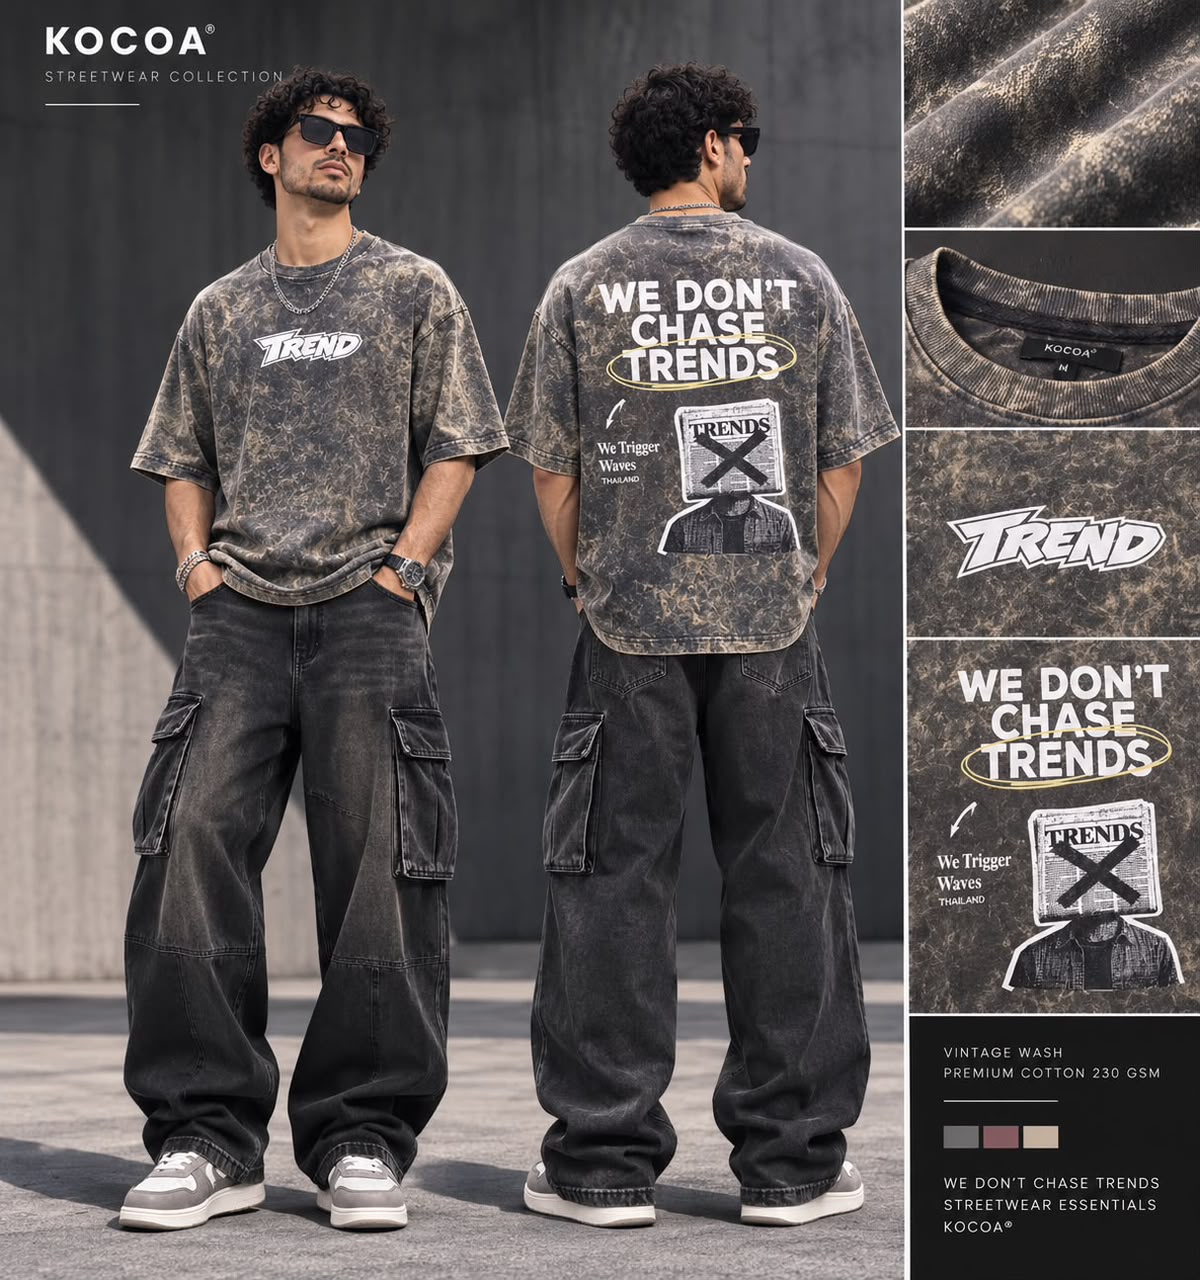 KOCOA®
STREETWEAR COLLECTION
TREND
WE DON'T
CHASE
TRENDS
TRENDS
We Trigger
Waves
THAILAND
KOCOA®
M
TREND
WE DON'T
CHASE
TRENDS
TRENDS
We Trigger
Waves
THAILAND
VINTAGE WASH
PREMIUM COTTON 230 GSM
WE DON'T CHASE TRENDS
STREETWEAR ESSENTIALS
KOCOA®